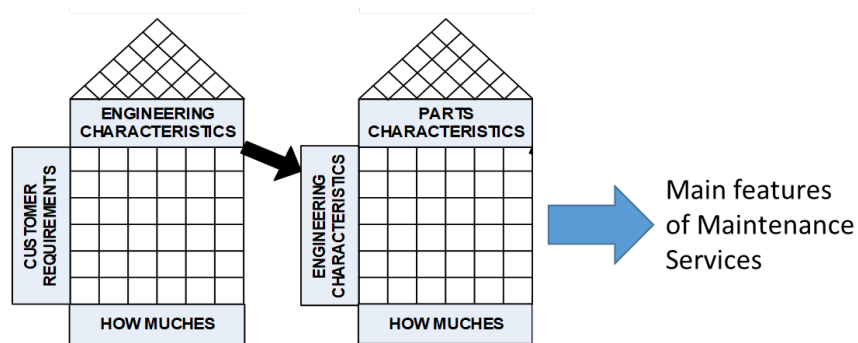 ENGINEERING
CHARACTERISTICS
CUSTOMER
REQUIREMENTS
HOW MUCHES
PARTS
CHARACTERISTICS
ENGINEERING
CHARACTERISTICS
HOW MUCHES
Main features
of Maintenance
Services